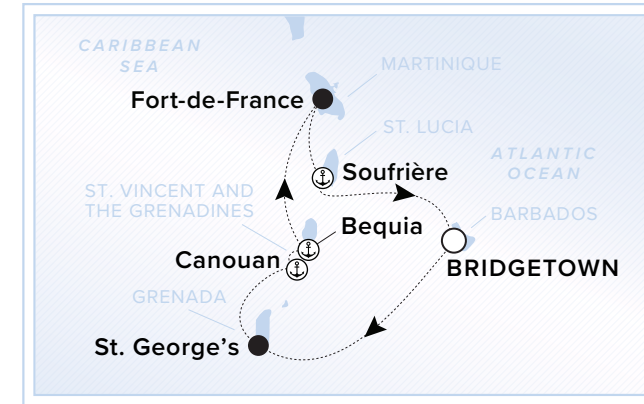 CARIBBEAN
SEA
MARTINIQUE
Fort-de-France
ST. LUCIA
ATLANTIC
OCEAN
Soufrière
ST. VINCENT AND
THE GRENADINES
BARBADOS
Bequia
Canouan
BRIDGETOWN
GRENADA
St. George’s